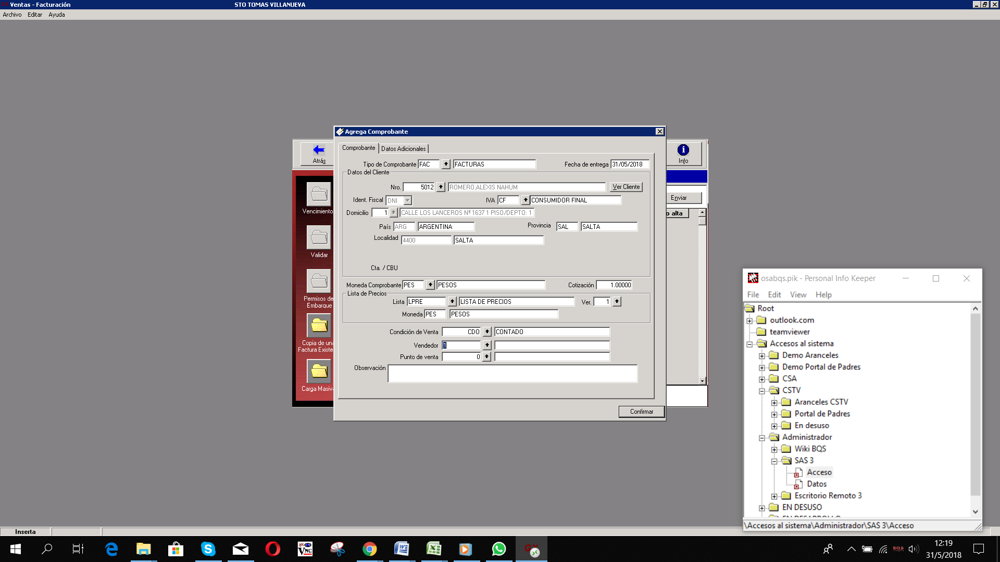 Ventas - Facturación
STO TOMAS VILLANUEVA
Archivo Editar Ayuda
Agrega Comprobante
Comprobante Datos Adicionales
Atrás
Info
Tipo de Comprobante FAC FACTURAS Fecha de entrega 31/05/2018
Datos del Cliente
Nro. 5012 ROMERO,ALEXIS NAHUM Ver Cliente
Ident. Fiscal DNI IVA CF CONSUMIDOR FINAL
Domicilio 1 CALLE LOS LANCEROS Nº 1637 1 PISO/DEPTO: 1
País ARG ARGENTINA Provincia SAL SALTA
Localidad 4400 SALTA
Cta. / CBU
Moneda Comprobante PES PESOS Cotización 1.00000
Lista de Precios
Lista LPRE LISTA DE PRECIOS Ver. 1
Moneda PES PESOS
Condición de Venta CDO CONTADO
Vendedor 1
Punto de venta 0
Observación
Confirmar
Vencimiento
Validar
Permisos de
Embarque
Copia de una
Factura Existe
Carga Masiv
Enviar
o alta
osabqs.pik - Personal Info Keeper
File Edit View Help
Root
outlook.com
teamviewer
Accesos al sistema
Demo Aranceles
Demo Portal de Padres
CSA
CSTV
Aranceles CSTV
Portal de Padres
En desuso
Administrador
Wiki BQS
SAS 3
Acceso
Datos
Escritorio Remoto 3
EN DESUSO
EN DESARROLLO
\Accesos al sistema\Administrador\SAS 3\Acceso
Inserta
VNC
BQS
12:19
31/5/2018